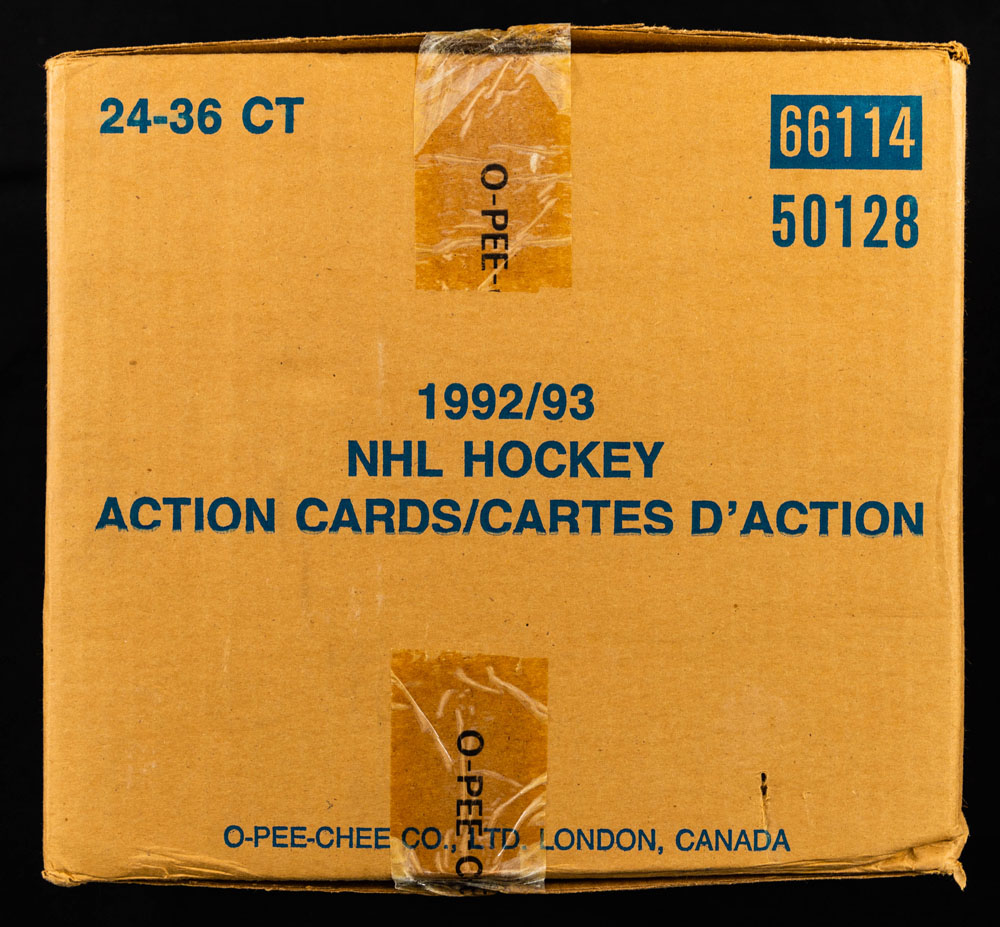 24-36 CT
66114
50128
O-PEE-
1992/93
NHL HOCKEY
ACTION CARDS/CARTES D'ACTION
O-PEE-C
O-PEE-CHEE CO., LTD. LONDON, CANADA